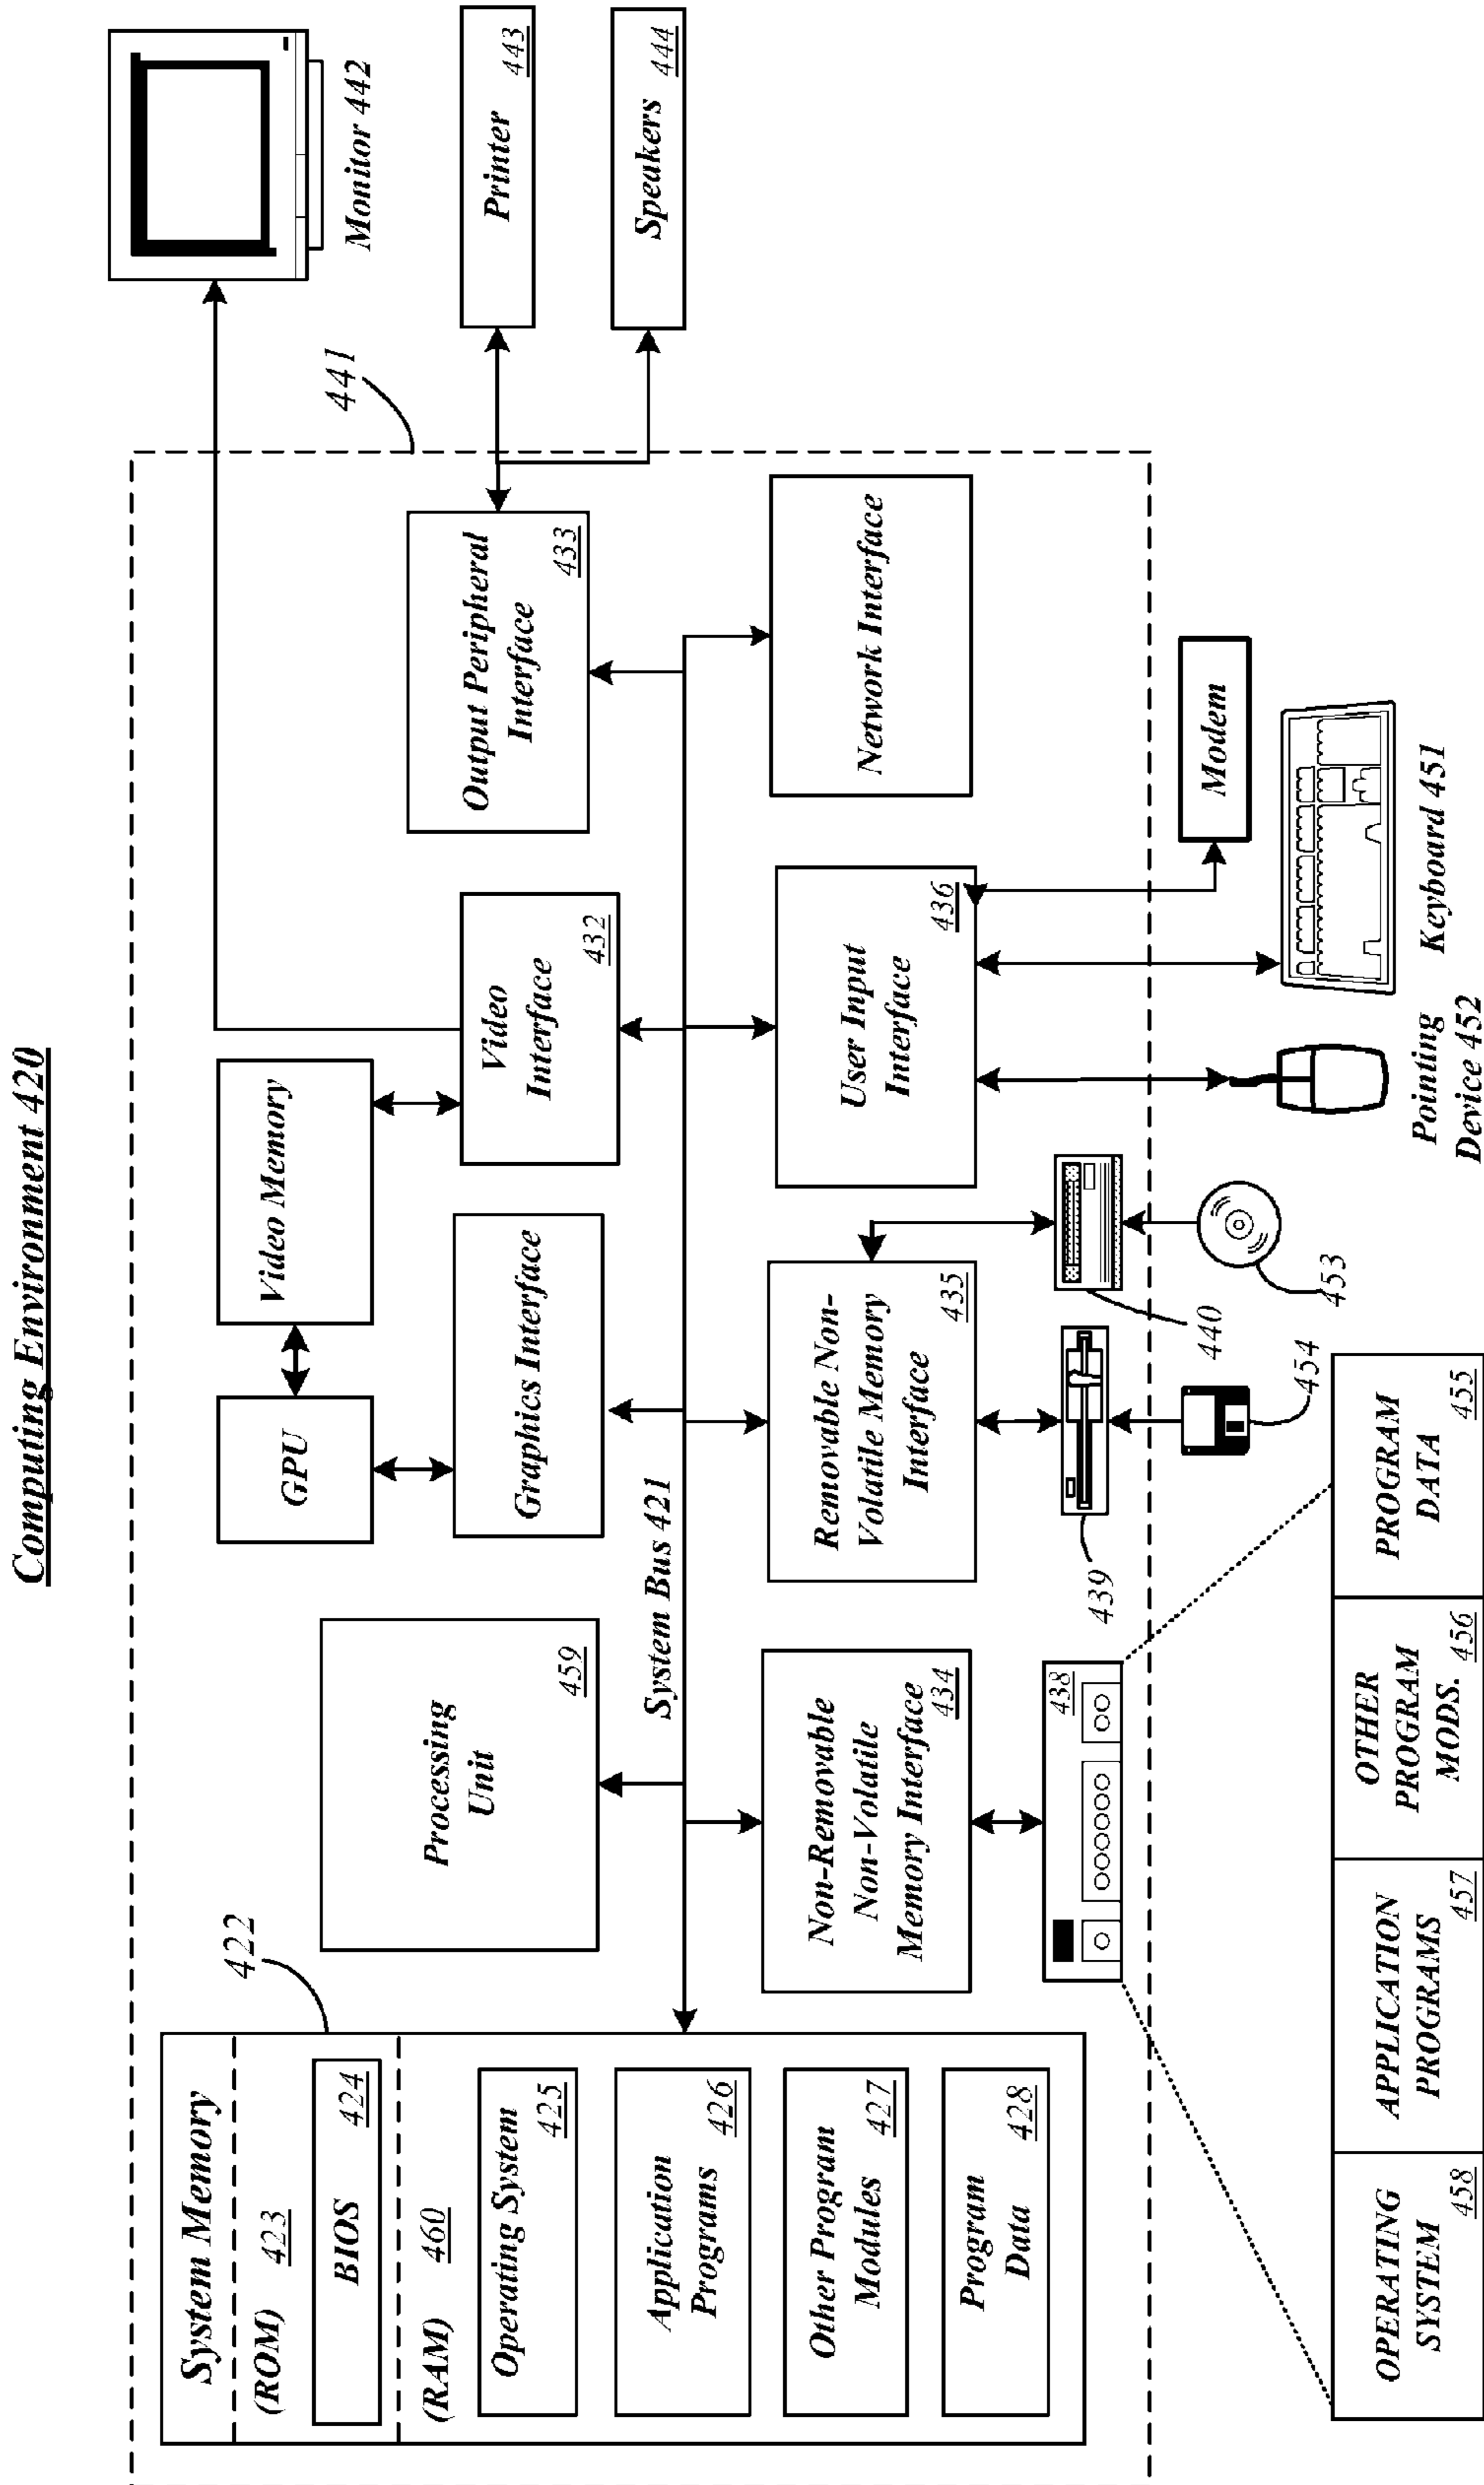 Computing Environment 420
System Memory
(ROM) 423
BIOS 424
(RAM) 460
Operating System
425
Application
Programs 426
Other Program
Modules 427
Program
Data 428
422
Processing
Unit
459
System Bus 421
GPU
Video Memory
Graphics Interface
Video
Interface
432
Output Peripheral
Interface
433
441
Monitor 442
Printer 443
Speakers 444
Non-Removable
Non-Volatile
Memory Interface
434
Removable Non-
Volatile Memory
Interface
435
User Input
Interface
436
Network Interface
438
439
440
454
453
Pointing
Device 452
Keyboard 451
Modem
OPERATING
SYSTEM
458
APPLICATION
PROGRAMS
457
OTHER
PROGRAM
MODS.
456
PROGRAM
DATA
455